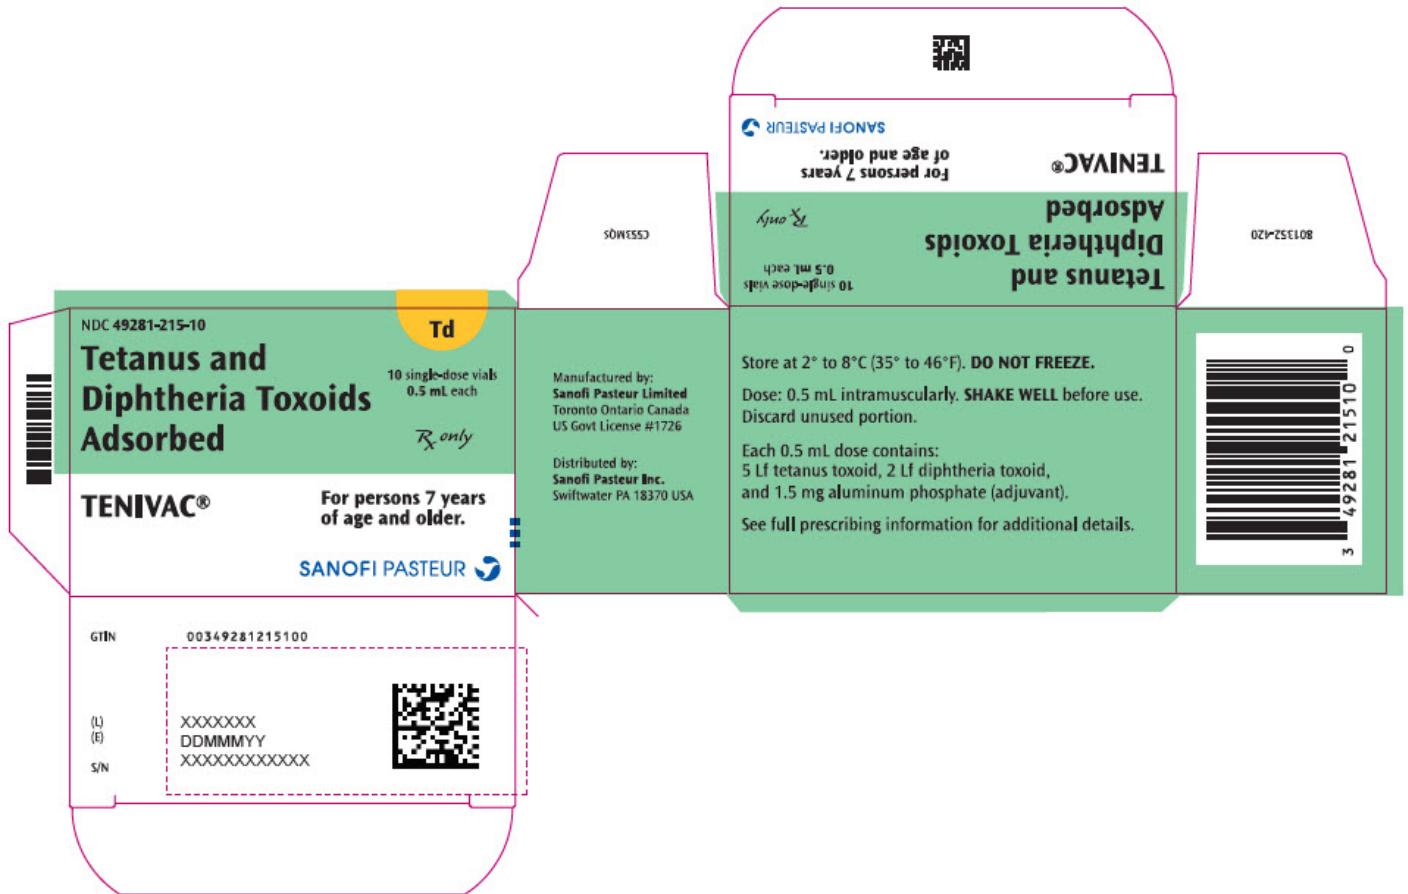 SANOFI PASTEUR
For persons 7 years
of age and older.
TENIVAC®
Tetanus and
Diphtheria Toxoids
Adsorbed
Rx only
10 single-dose vials
0.5 mL each
C553MQS
801352-420
NDC 49281-215-10
Td
Tetanus and
Diphtheria Toxoids
Adsorbed
10 single-dose vials
0.5 mL each
Rx only
TENIVAC®
For persons 7 years
of age and older.
SANOFI PASTEUR
Manufactured by:
Sanofi Pasteur Limited
Toronto Ontario Canada
US Govt License #1726
Distributed by:
Sanofi Pasteur Inc.
Swiftwater PA 18370 USA
Store at 2° to 8°C (35° to 46°F). DO NOT FREEZE.
Dose: 0.5 mL intramuscularly. SHAKE WELL before use.
Discard unused portion.
Each 0.5 mL dose contains:
5 Lf tetanus toxoid, 2 Lf diphtheria toxoid,
and 1.5 mg aluminum phosphate (adjuvant).
See full prescribing information for additional details.
3 49281 21510 0
GTIN 00349281215100
(L) XXXXXXX
(E) DDMMMYY
S/N XXXXXXXXXXXX